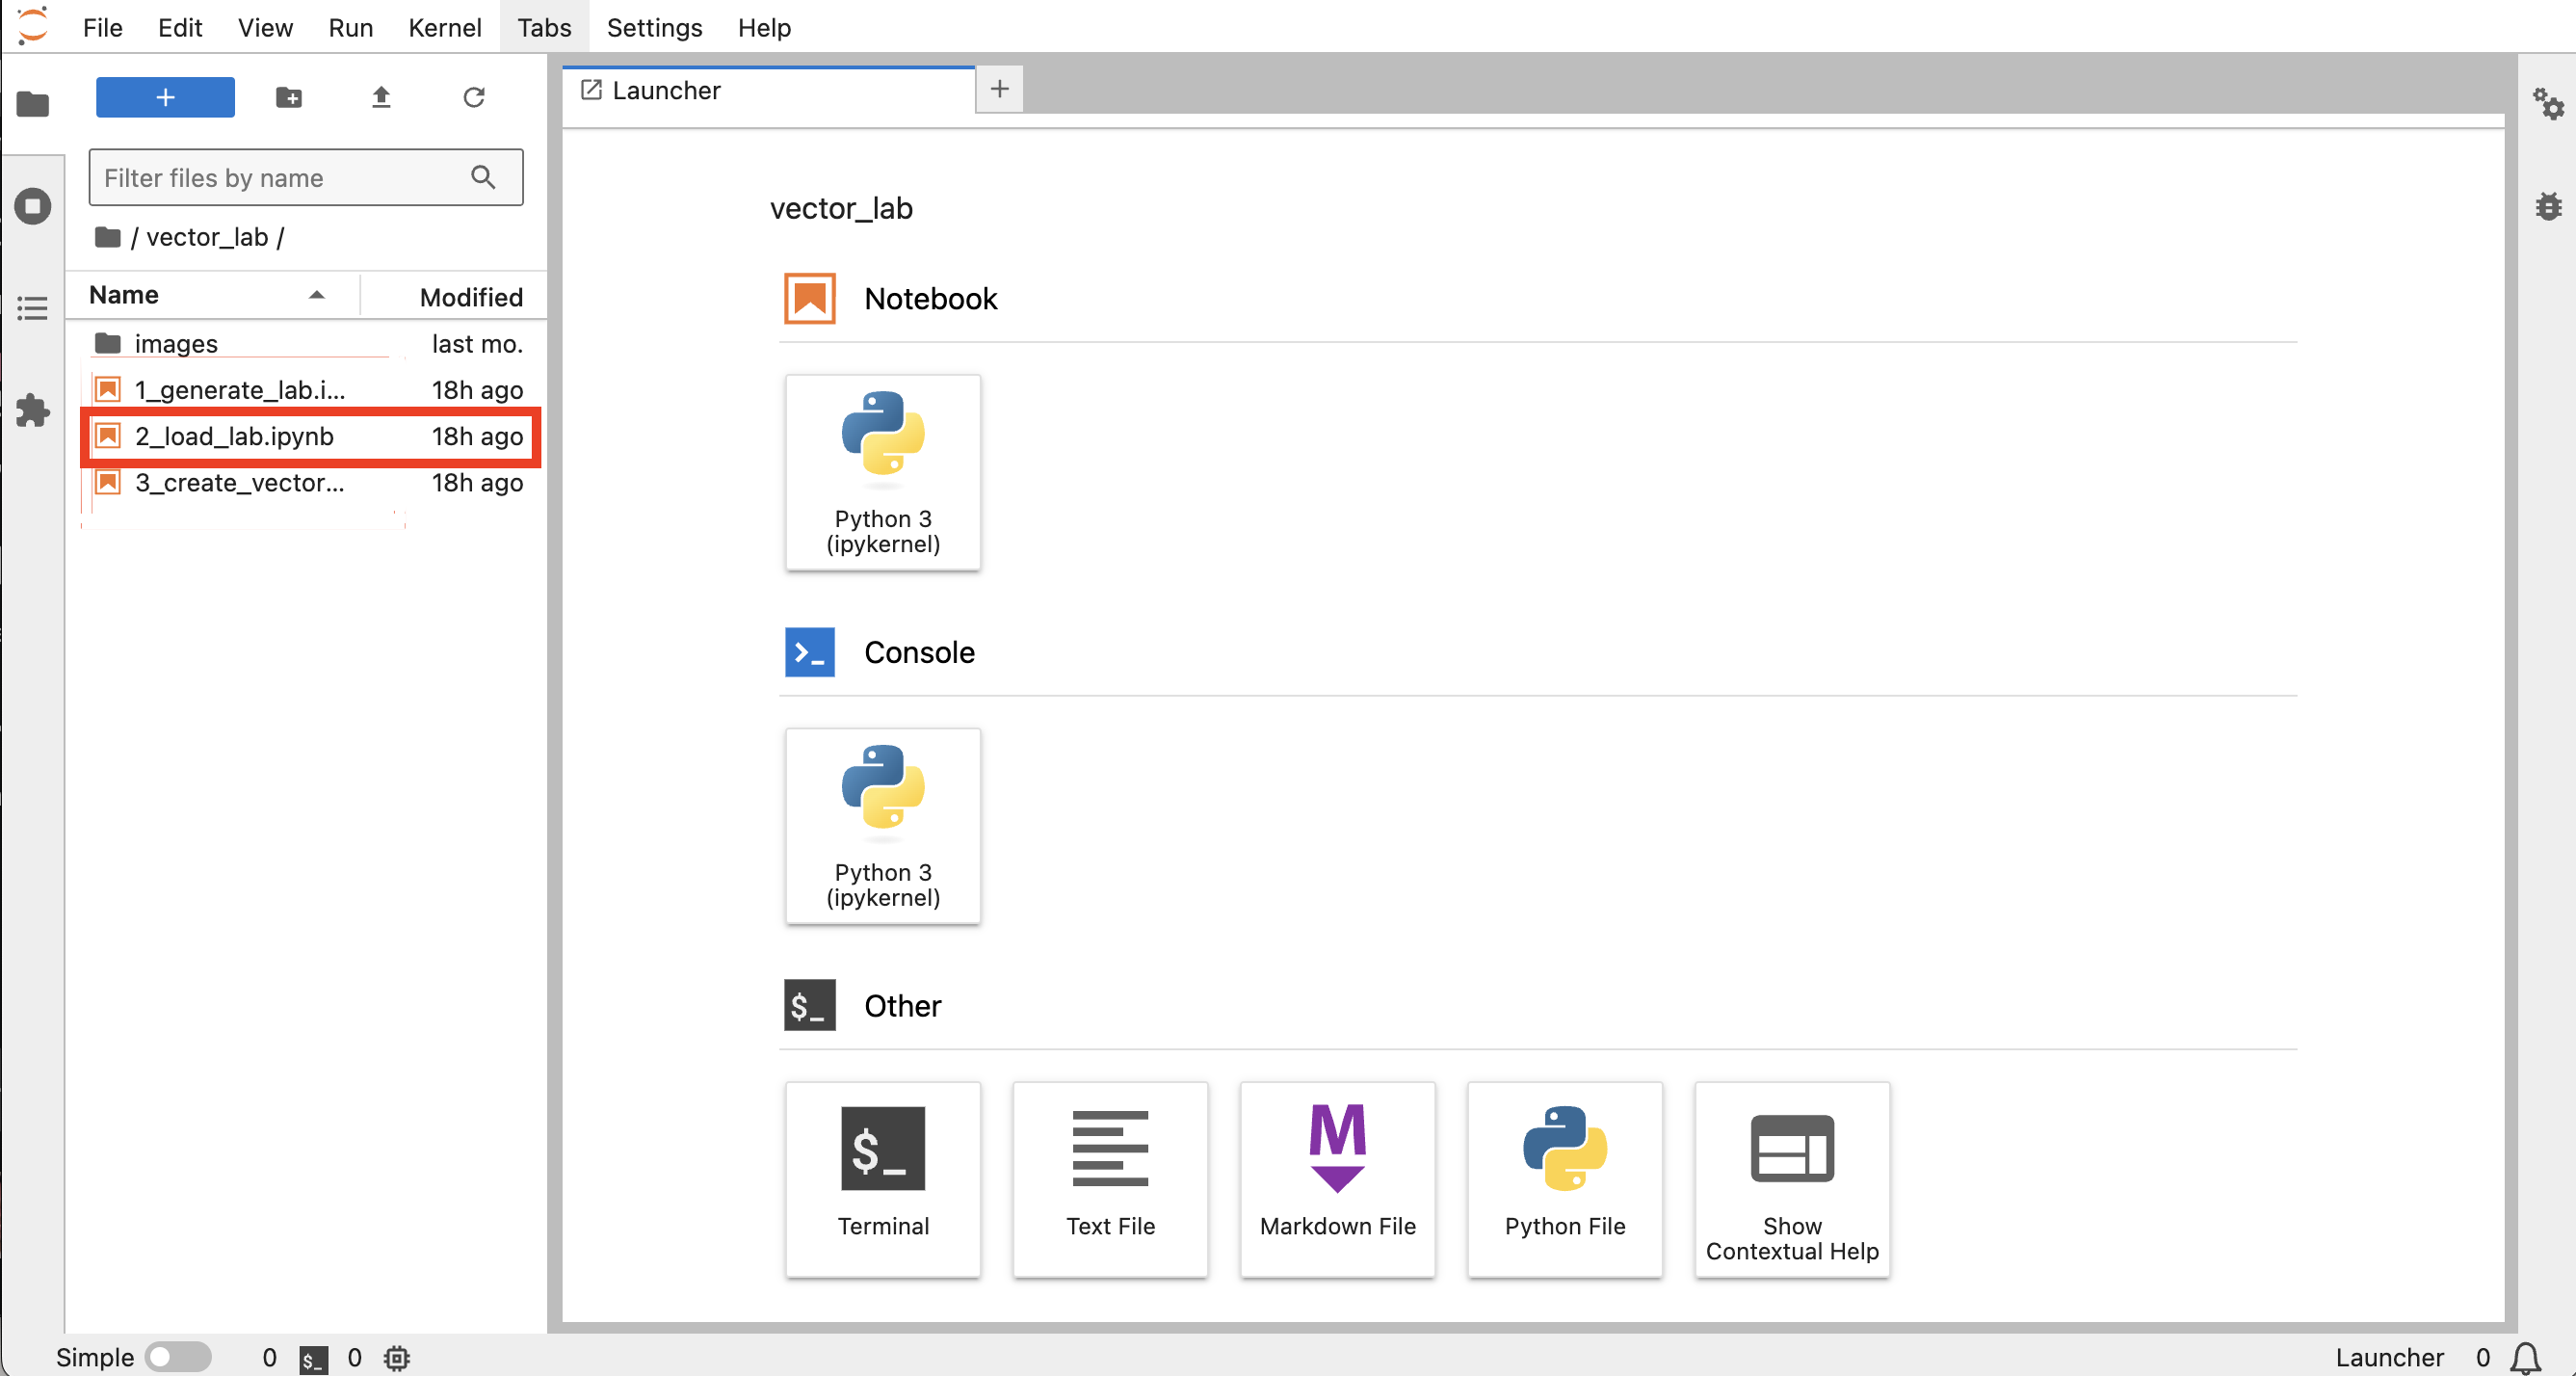 File Edit View Run Kernel Tabs Settings Help
+
Filter files by name
/ vector_lab /
Name Modified
images last mo.
1_generate_lab.i... 18h ago
2_load_lab.ipynb 18h ago
3_create_vector... 18h ago
Launcher +
vector_lab
Notebook
Python 3
(ipykernel)
>_ Console
Python 3
(ipykernel)
$_ Other
$_
Terminal
Text File
M
Markdown File
Python File
Show
Contextual Help
Simple 0 $_ 0 Launcher 0